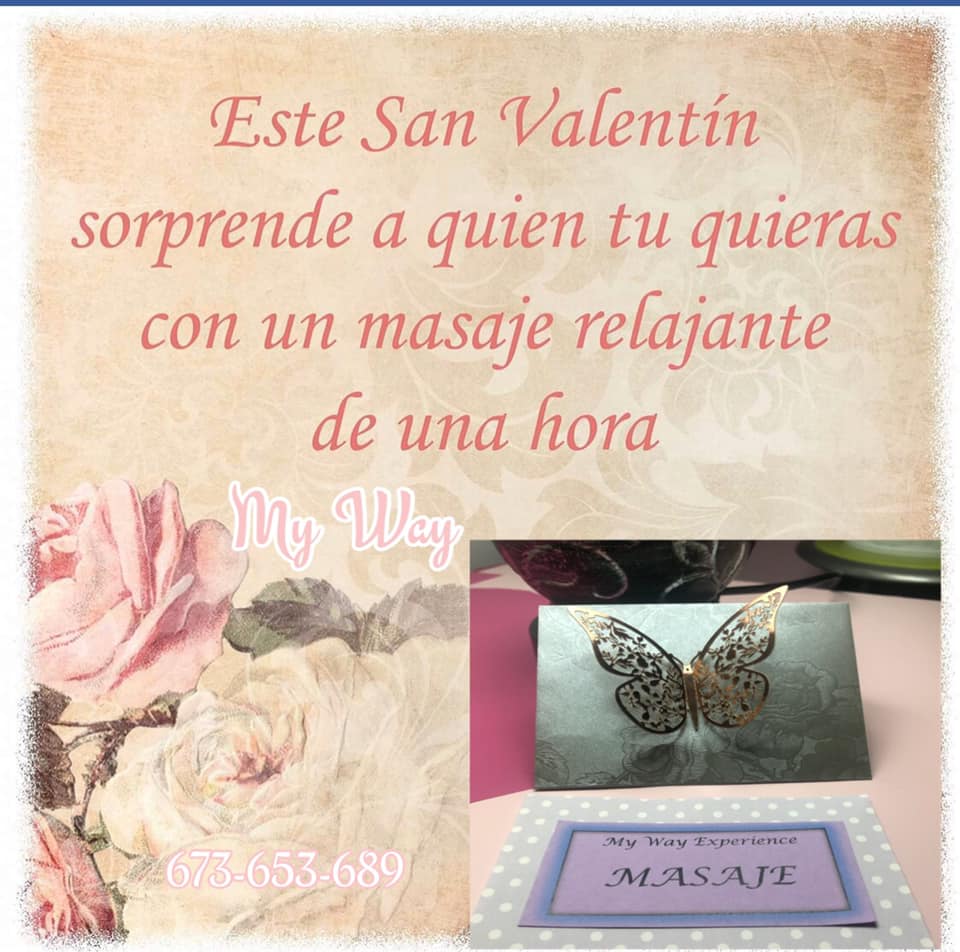 Este San Valentín
sorprende a quien tu quieras
con un masaje relajante
de una hora
My Way
673-653-689
My Way Experience
MASAJE